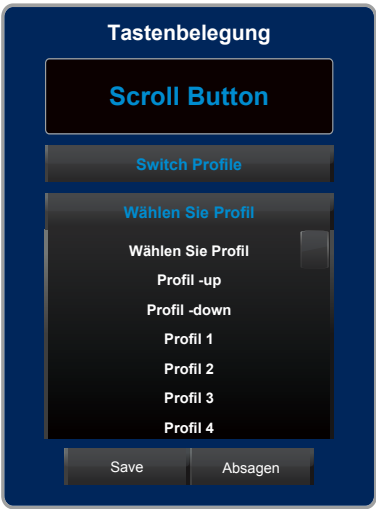 Tastenbelegung
Scroll Button
Switch Profile
Wählen Sie Profil
Wählen Sie Profil
Profil -up
Profil -down
Profil 1
Profil 2
Profil 3
Profil 4
Save Absagen